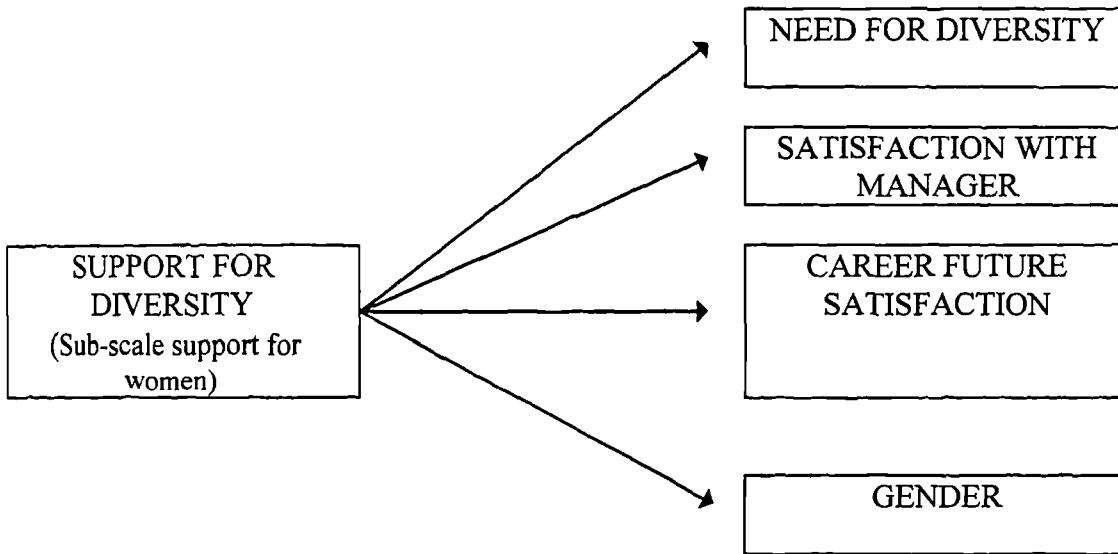 NEED FOR DIVERSITY
SATISFACTION WITH
MANAGER
SUPPORT FOR
DIVERSITY
(Sub-scale support for
women)
CAREER FUTURE
SATISFACTION
GENDER